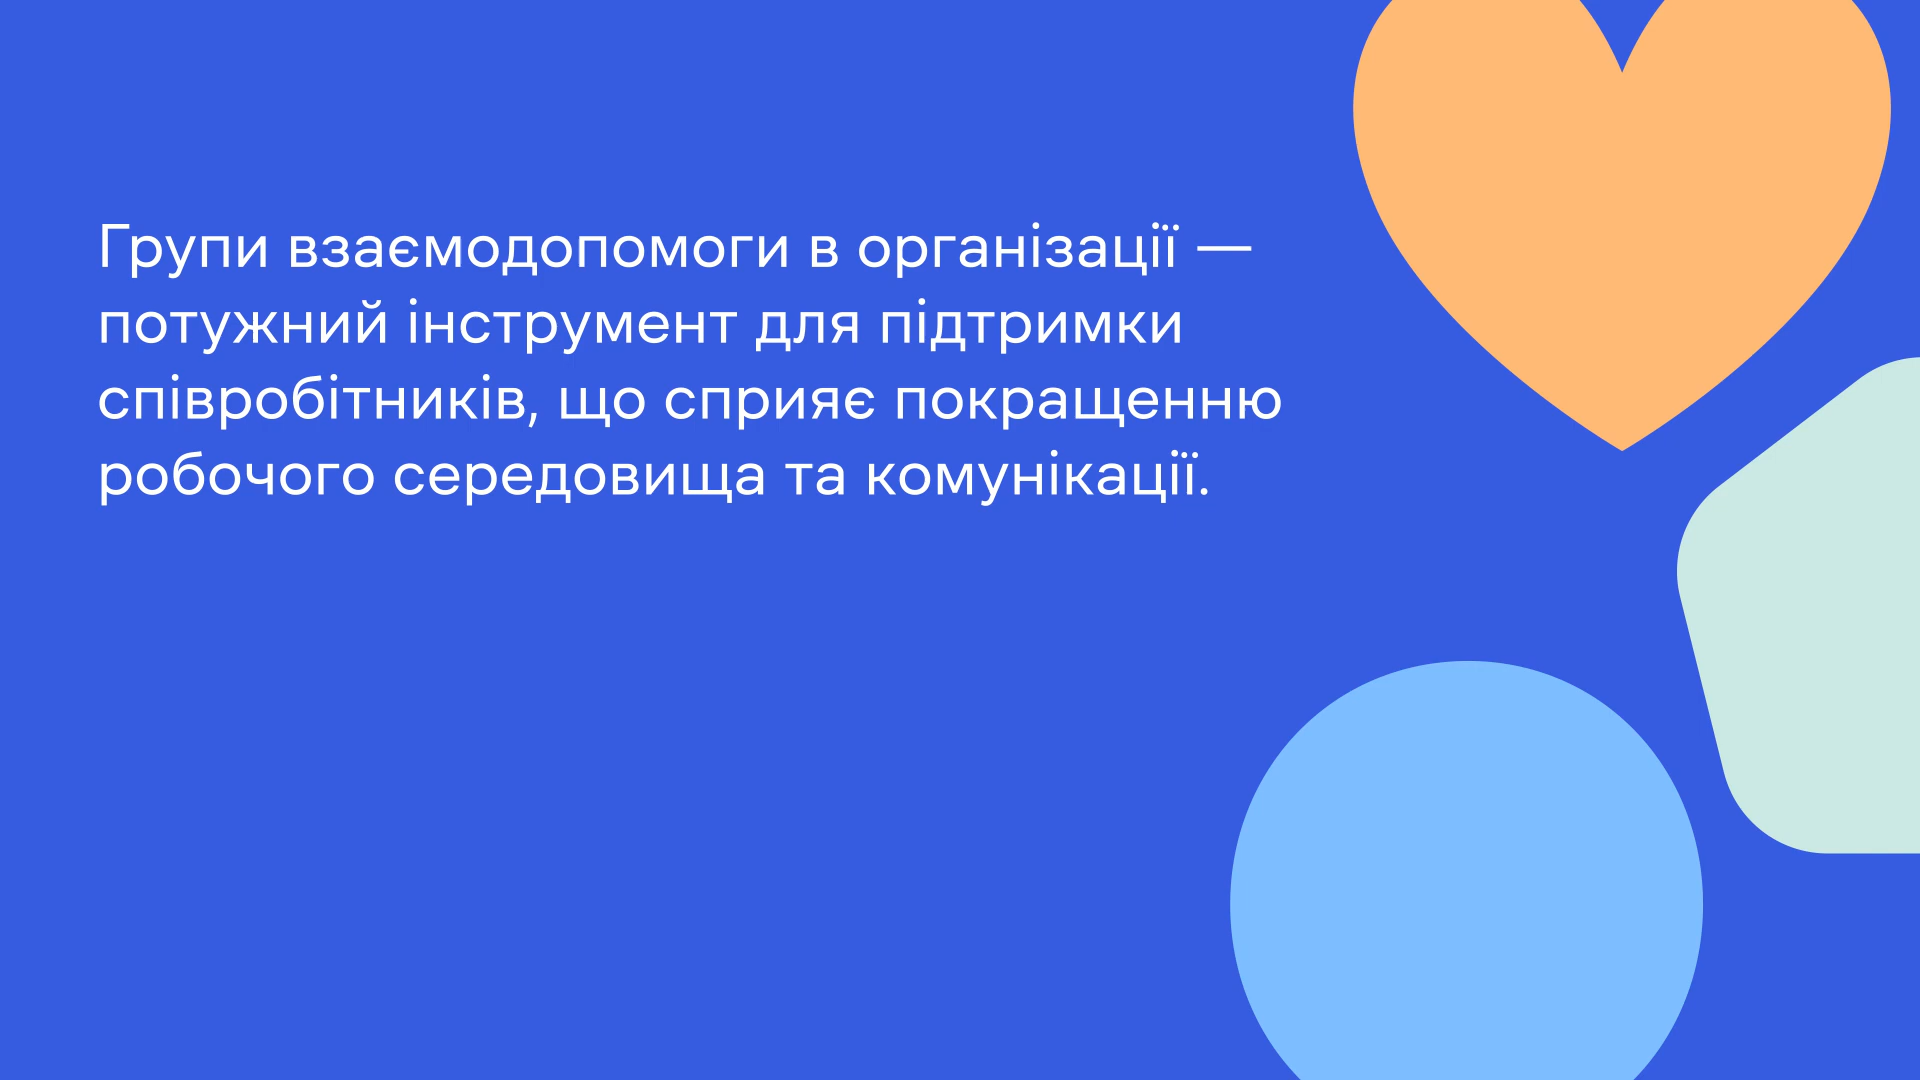 Групи взаємодопомоги в організації —
потужний інструмент для підтримки
співробітників, що сприяє покращенню
робочого середовища та комунікації.